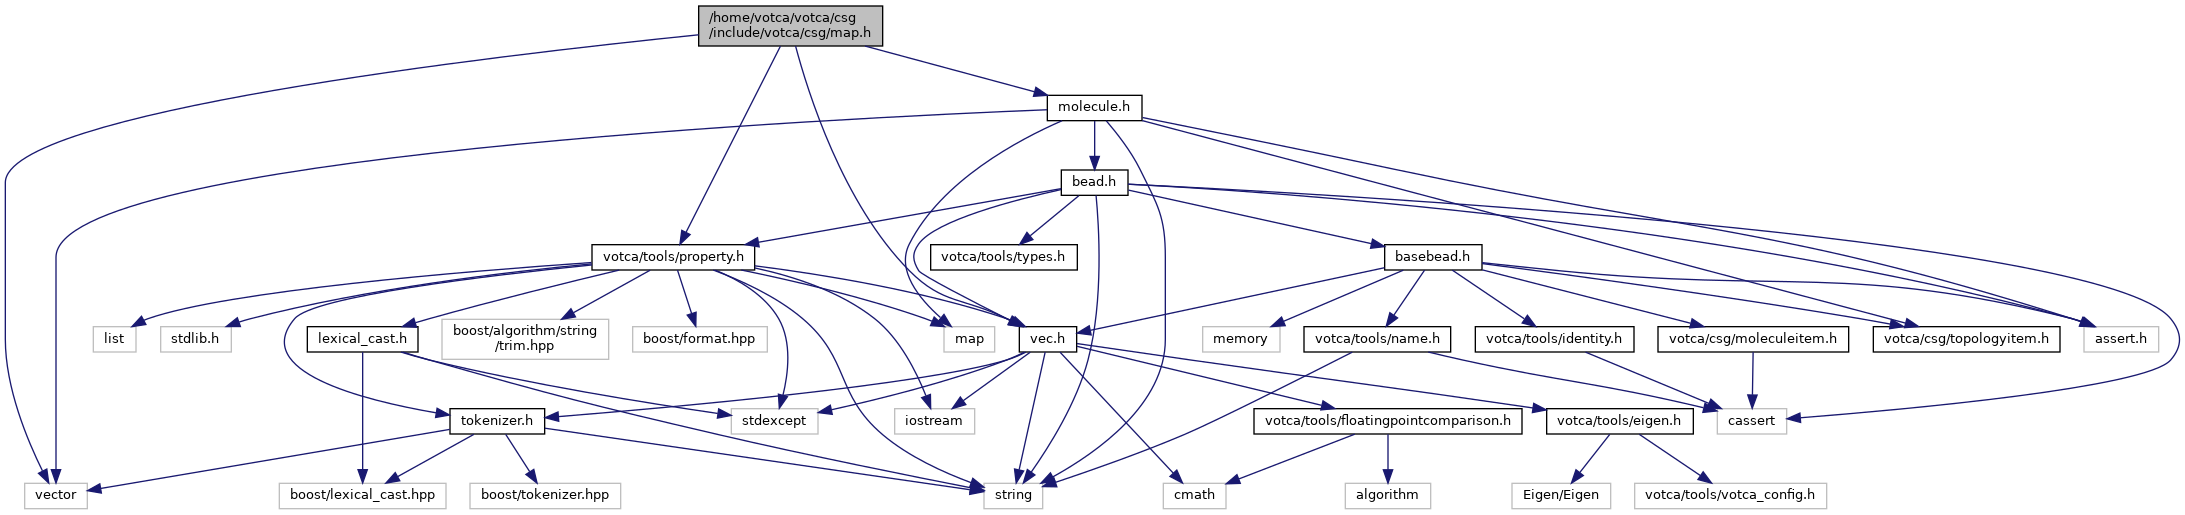 /home/votca/votca/csg
/include/votca/csg/map.h
molecule.h
bead.h
votca/tools/property.h
votca/tools/types.h
basebead.h
list
stdlib.h
lexical_cast.h
boost/algorithm/string
/trim.hpp
boost/format.hpp
map
vec.h
memory
votca/tools/name.h
votca/tools/identity.h
votca/csg/moleculeitem.h
votca/csg/topologyitem.h
assert.h
tokenizer.h
stdexcept
iostream
votca/tools/floatingpointcomparison.h
votca/tools/eigen.h
cassert
vector
boost/lexical_cast.hpp
boost/tokenizer.hpp
string
cmath
algorithm
Eigen/Eigen
votca/tools/votca_config.h